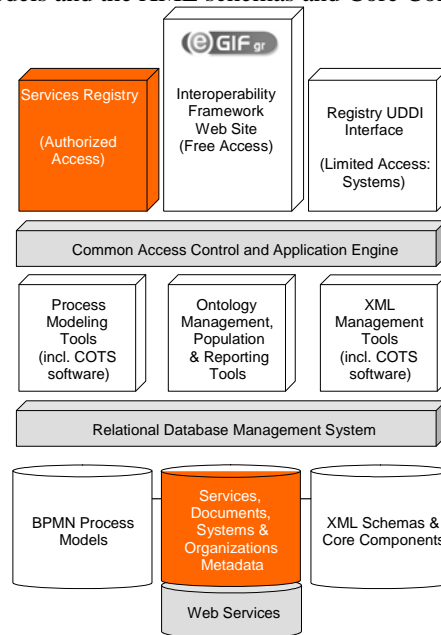 (e)GIF gr
Services Registry
(Authorized
Access)
Interoperability
Framework
Web Site
(Free Access)
Registry UDDI
Interface
(Limited Access:
Systems)
Common Access Control and Application Engine
Process
Modeling
Tools
(incl. COTS
software)
Ontology
Management,
Population
& Reporting
Tools
XML
Management
Tools
(incl. COTS
software)
Relational Database Management System
BPMN Process
Models
Services,
Documents,
Systems &
Organizations
Metadata
XML Schemas &
Core Components
Web Services